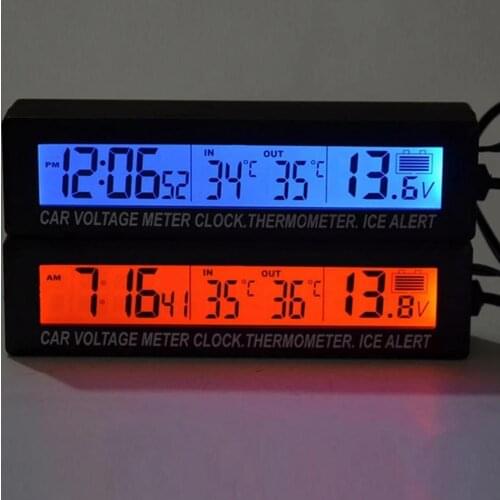 PM 12:06 52 IN 34°C OUT 35°C 13.6V
CAR VOLTAGE METER CLOCK.THERMOMETER. ICE ALERT
AM 7:16 41 IN 35°C OUT 36°C 13.8V
CAR VOLTAGE METER CLOCK.THERMOMETER. ICE ALERT